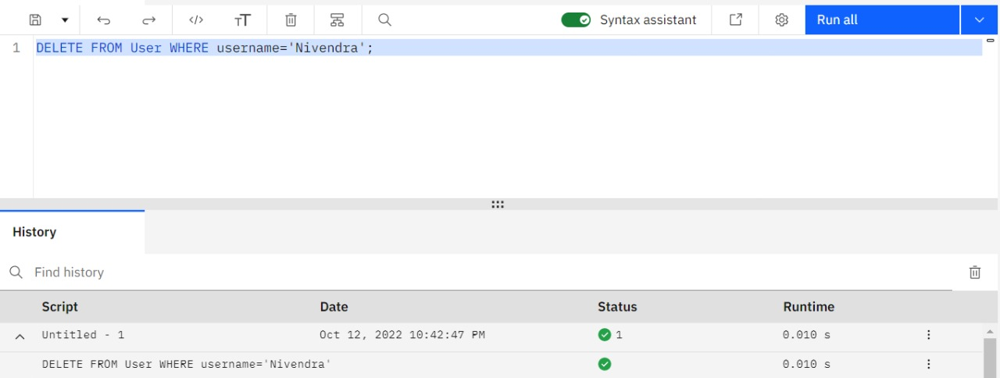 </> TT Syntax assistant Run all
1 DELETE FROM User WHERE username='Nivendra';
History
Find history
Script Date Status Runtime
Untitled - 1 Oct 12, 2022 10:42:47 PM 1 0.010 s
DELETE FROM User WHERE username='Nivendra' 0.010 s